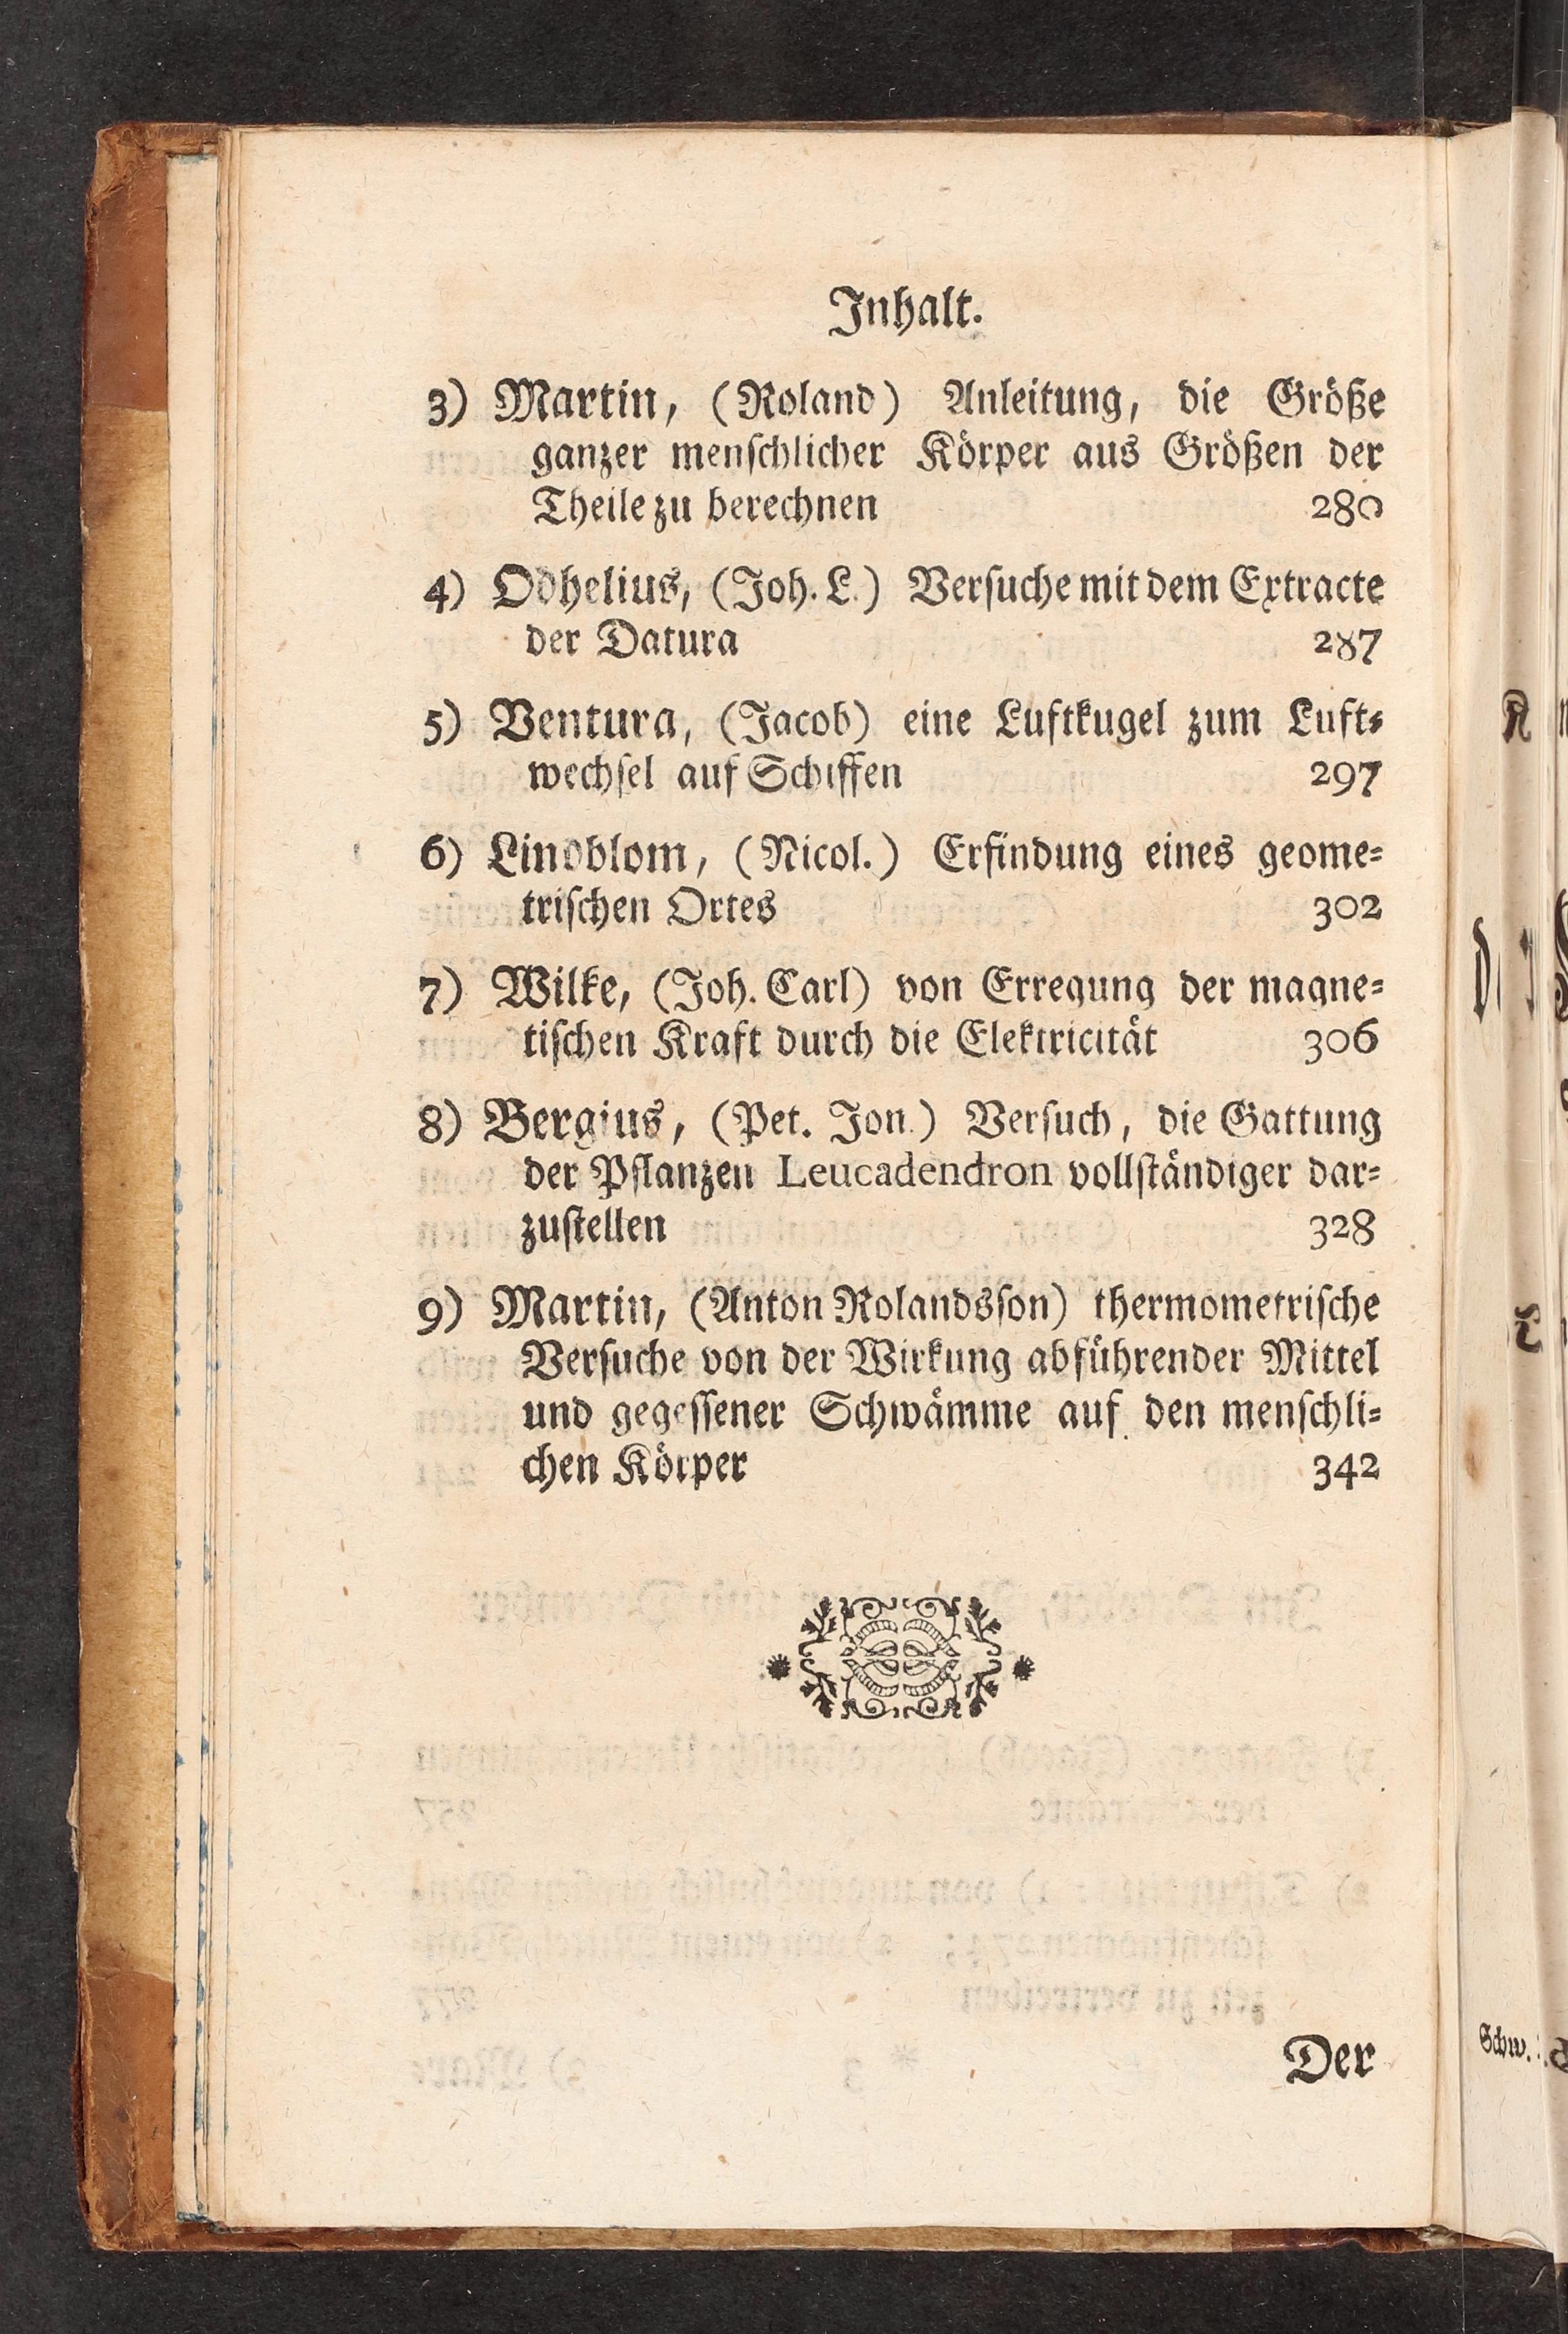 Inhalt.
3) Martin, (Roland) Anleitung, die Größe
ganzer menſchlicher Körper aus Größen der
Theile zu berechnen 280
4) Odhelius, (Joh. L.) Verſuche mit dem Extracte
der Datura 287
5) Ventura, (Jacob) eine Luftkugel zum Luft⸗
wechſel auf Schiffen 297
6) Lindblom, (Nicol.) Erfindung eines geome⸗
triſchen Ortes 302
7) Wilke, (Joh. Carl) von Erregung der magne⸗
tiſchen Kraft durch die Elektricität 306
8) Bergius, (Pet. Jon.) Verſuch, die Gattung
der Pflanzen Leucadendron vollſtändiger dar⸗
zuſtellen 328
9) Martin, (Anton Rolandsſon) thermometriſche
Verſuche von der Wirkung abführender Mittel
und gegeſſener Schwämme auf den menſchli⸗
chen Körper 342
Der
Schw.